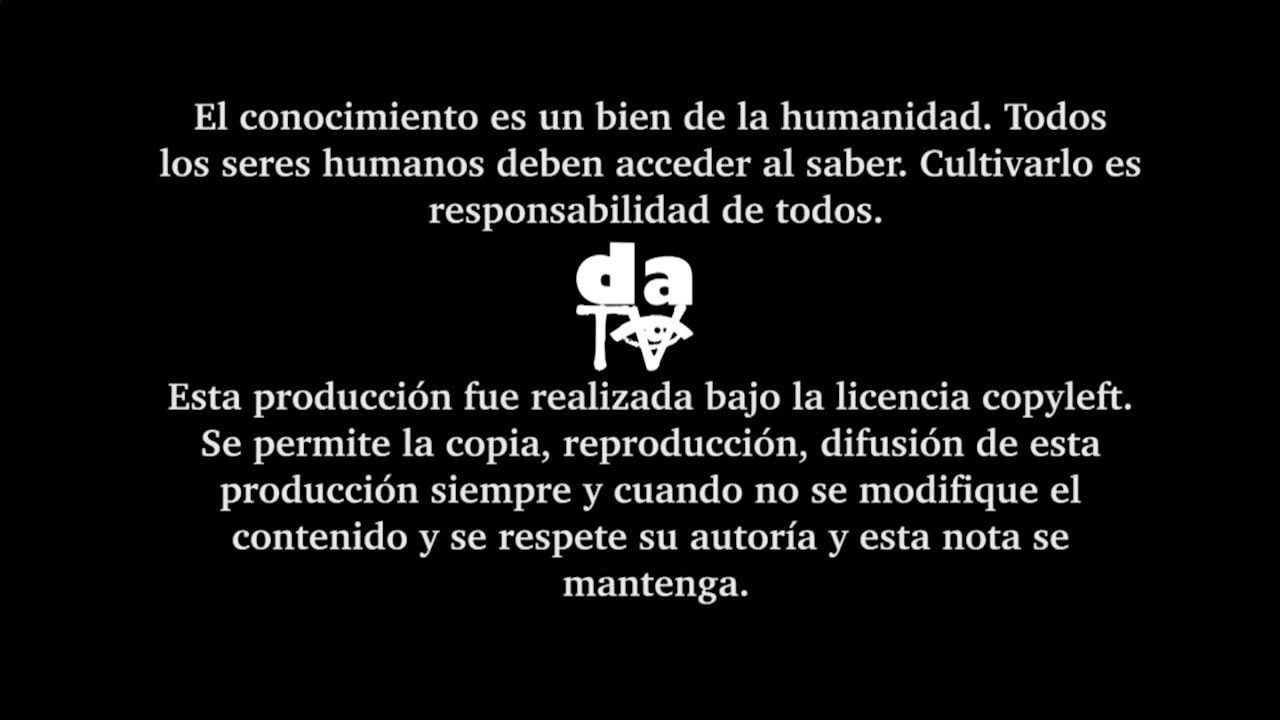 El conocimiento es un bien de la humanidad. Todos
los seres humanos deben acceder al saber. Cultivarlo es
responsabilidad de todos.
da
TV
Esta producción fue realizada bajo la licencia copyleft.
Se permite la copia, reproducción, difusión de esta
producción siempre y cuando no se modifique el
contenido y se respete su autoría y esta nota se
mantenga.